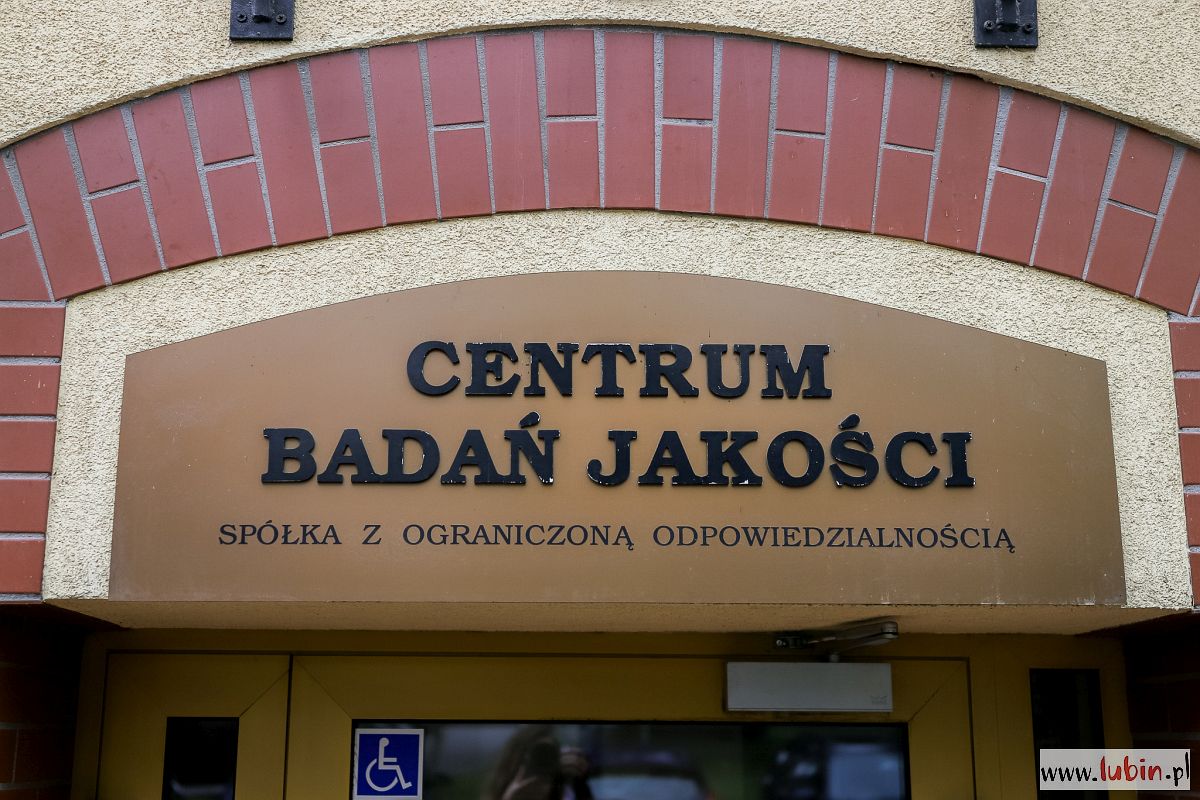 CENTRUM
BADAŃ JAKOŚCI
SPÓŁKA Z OGRANICZONĄ ODPOWIEDZIALNOŚCIĄ
www.lubin.pl